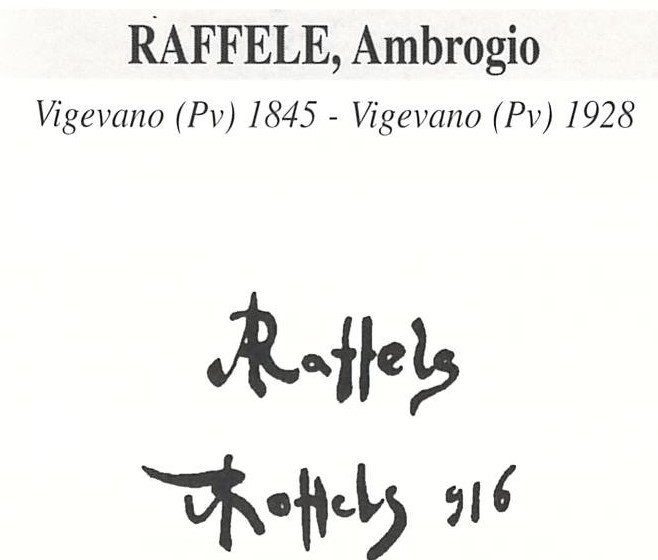 RAFFELE, Ambrogio
Vigevano (Pv) 1845 - Vigevano (Pv) 1928
ARaffele
ARaffele 916